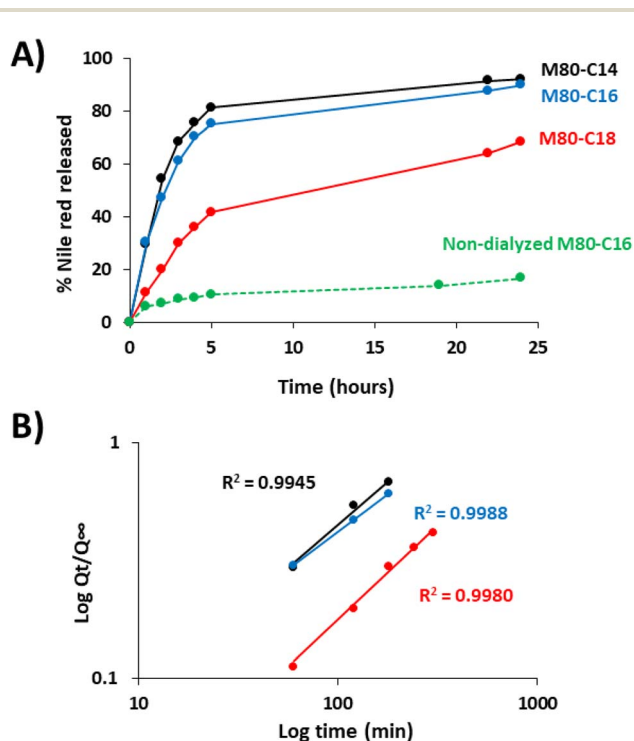 A)
100
80
60
40
20
0
% Nile red released
M80-C14
M80-C16
M80-C18
Non-dialyzed M80-C16
0 5 10 15 20 25
Time (hours)
B)
1
0.1
Log Qt/Q∞
R² = 0.9945
R² = 0.9988
R² = 0.9980
10 100 1000
Log time (min)